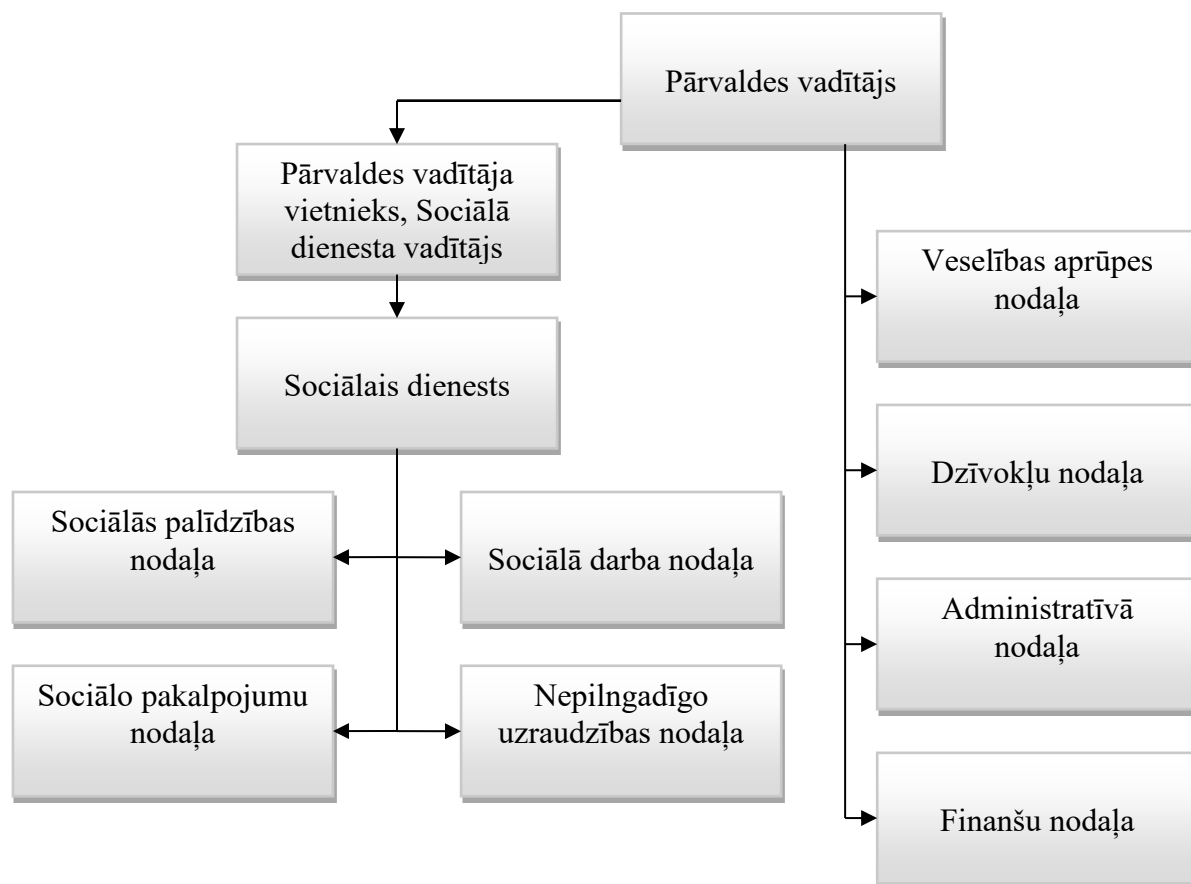 Pārvaldes vadītājs
Pārvaldes vadītāja
vietnieks, Sociālā
dienesta vadītājs
Sociālais dienests
Sociālās palīdzības
nodaļa
Sociālā darba nodaļa
Sociālo pakalpojumu
nodaļa
Nepilngadīgo
uzraudzības nodaļa
Veselības aprūpes
nodaļa
Dzīvokļu nodaļa
Administratīvā
nodaļa
Finanšu nodaļa